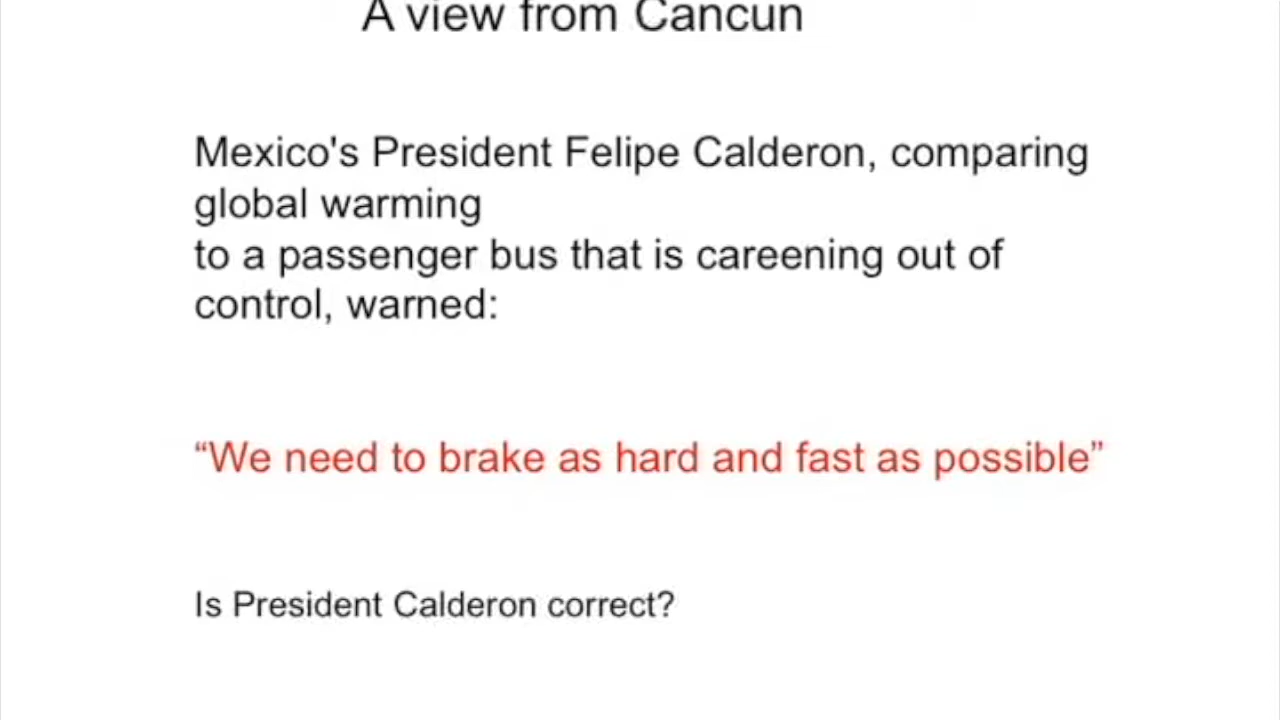 A view from Cancun
Mexico's President Felipe Calderon, comparing
global warming
to a passenger bus that is careening out of
control, warned:
“We need to brake as hard and fast as possible”
Is President Calderon correct?